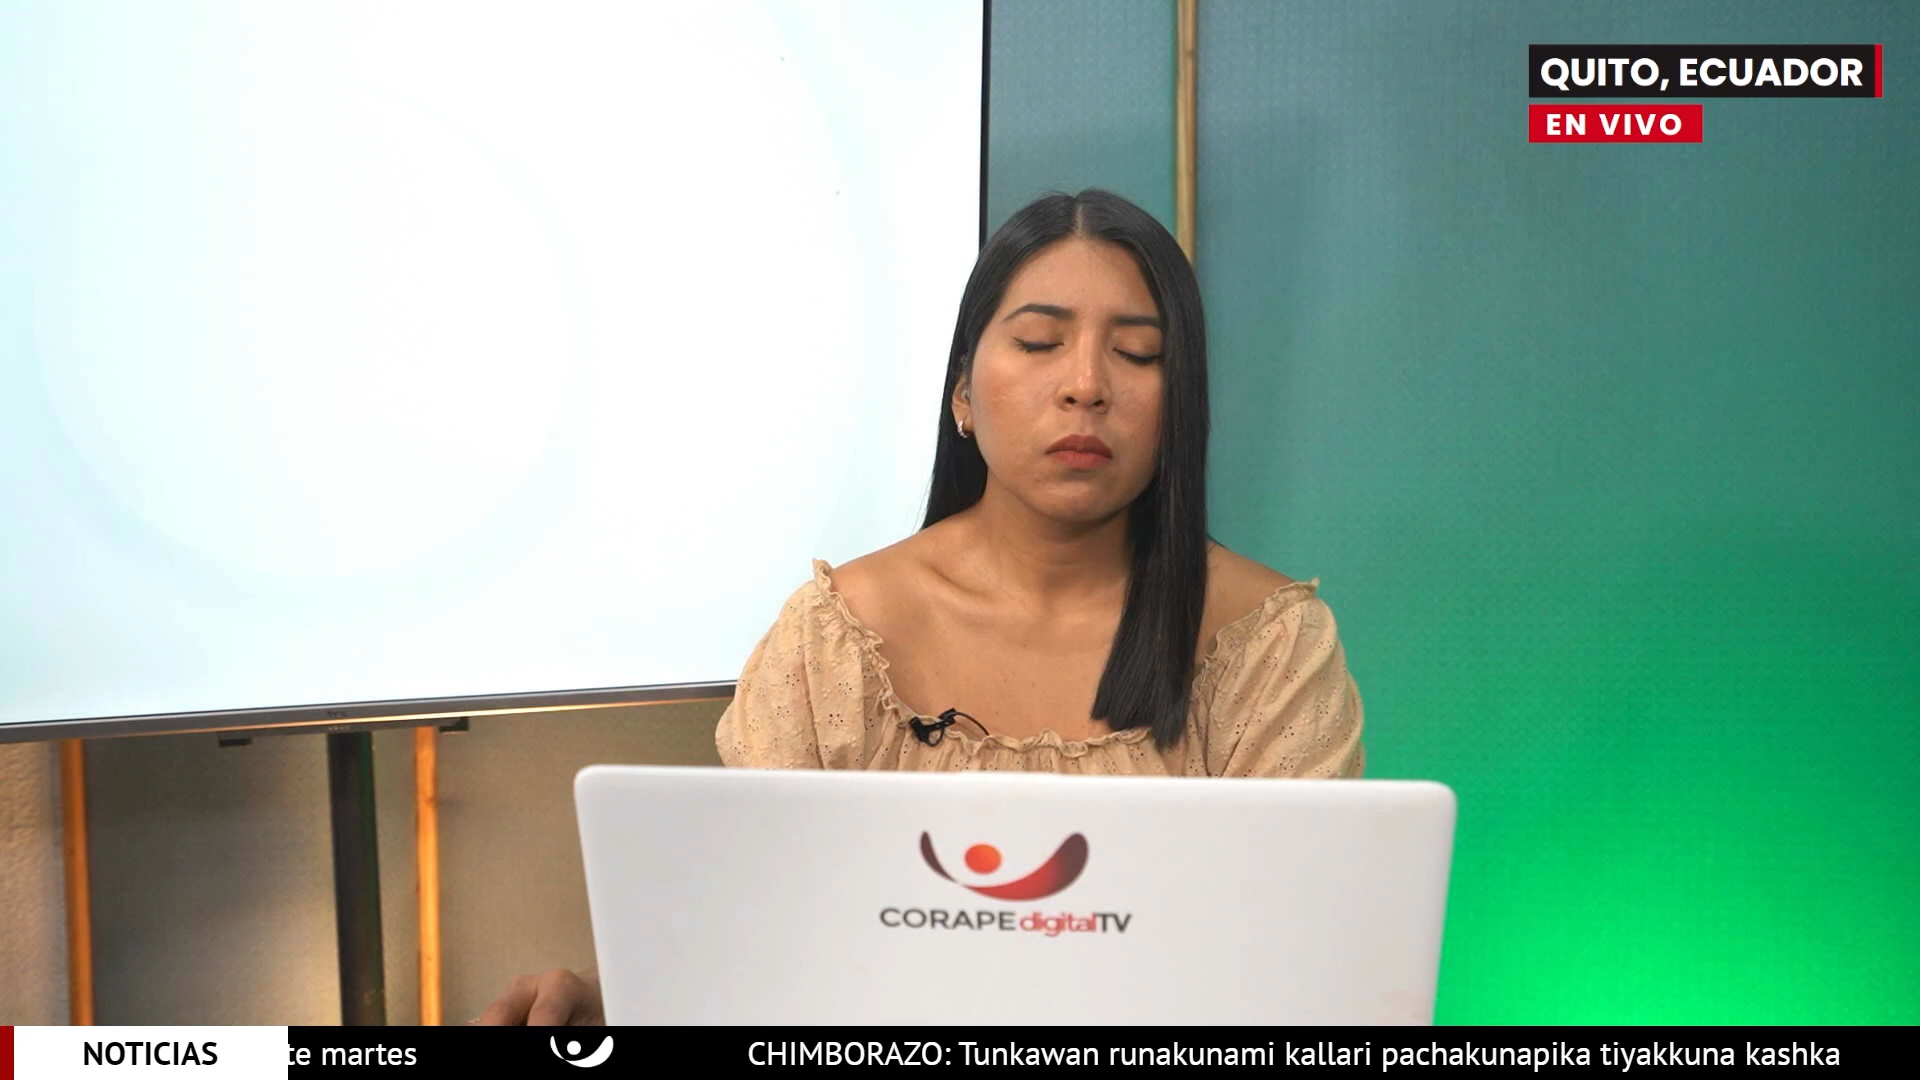 QUITO, ECUADOR
EN VIVO
CORAPE digitalTV
NOTICIAS
te martes
CHIMBORAZO: Tunkawan runakunami kallari pachakunapika tiyakkuna kashka